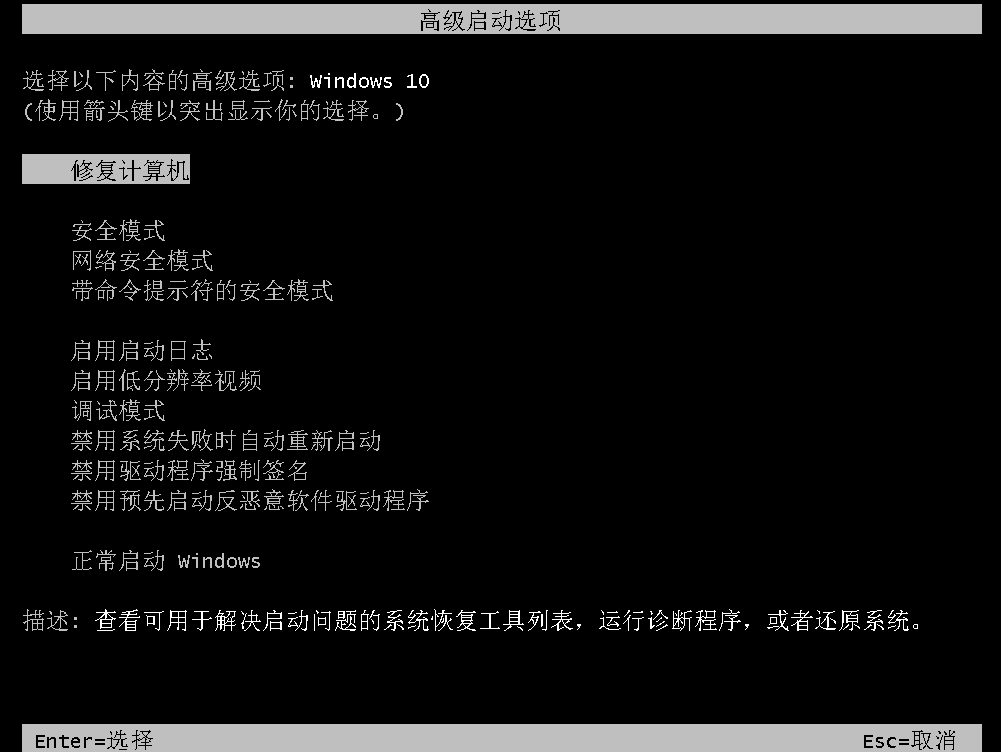 高级启动选项
选择以下内容的高级选项: Windows 10
(使用箭头键以突出显示你的选择。)
修复计算机
安全模式
网络安全模式
带命令提示符的安全模式
启用启动日志
启用低分辨率视频
调试模式
禁用系统失败时自动重新启动
禁用驱动程序强制签名
禁用预先启动反恶意软件驱动程序
正常启动 Windows
描述: 查看可用于解决启动问题的系统恢复工具列表，运行诊断程序，或者还原系统。
Enter=选择 Esc=取消